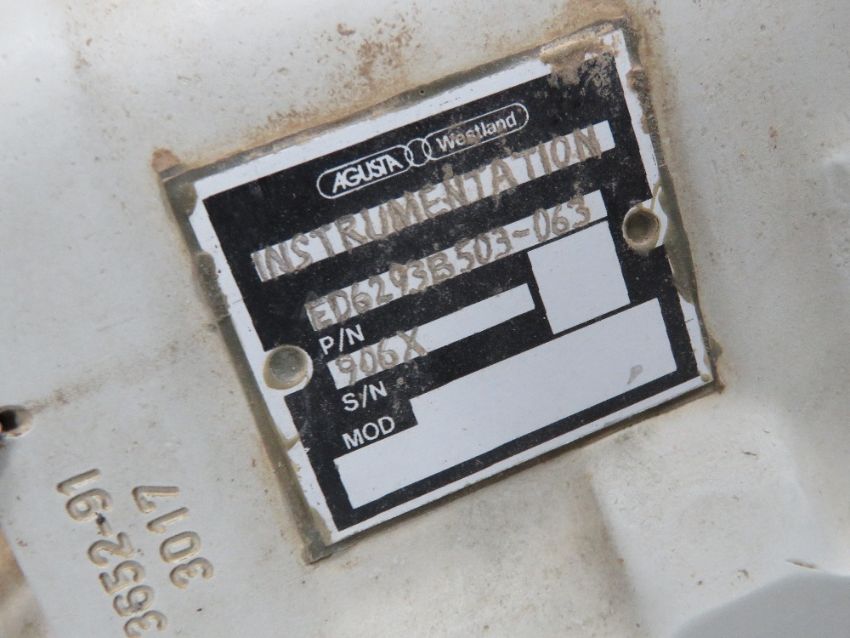 AGUSTA Westland
INSTRUMENTATION
ED6293B503-063
P/N
906X
S/N
MOD
3652-91
3017